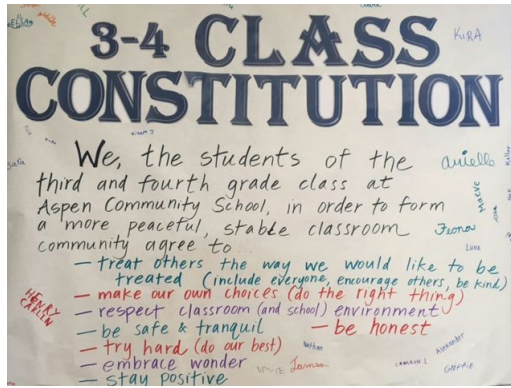 3-4 CLASS
CONSTITUTION
KIRA
We, the students of the
third and fourth grade class at
Aspen Community School, in order to form
a more peaceful, stable classroom
community agree to
arielle
Maeve
Fiona
Luna
- treat others the way we would like to be
treated (include everyone, encourage others, be kind)
- make our own choices (do the right thing)
- respect classroom (and school) environment
- be safe & tranquil - be honest
- try hard (do our best)
- embrace wonder
- stay positive
HENRY
CARLIN
Nathan
James
Alexander